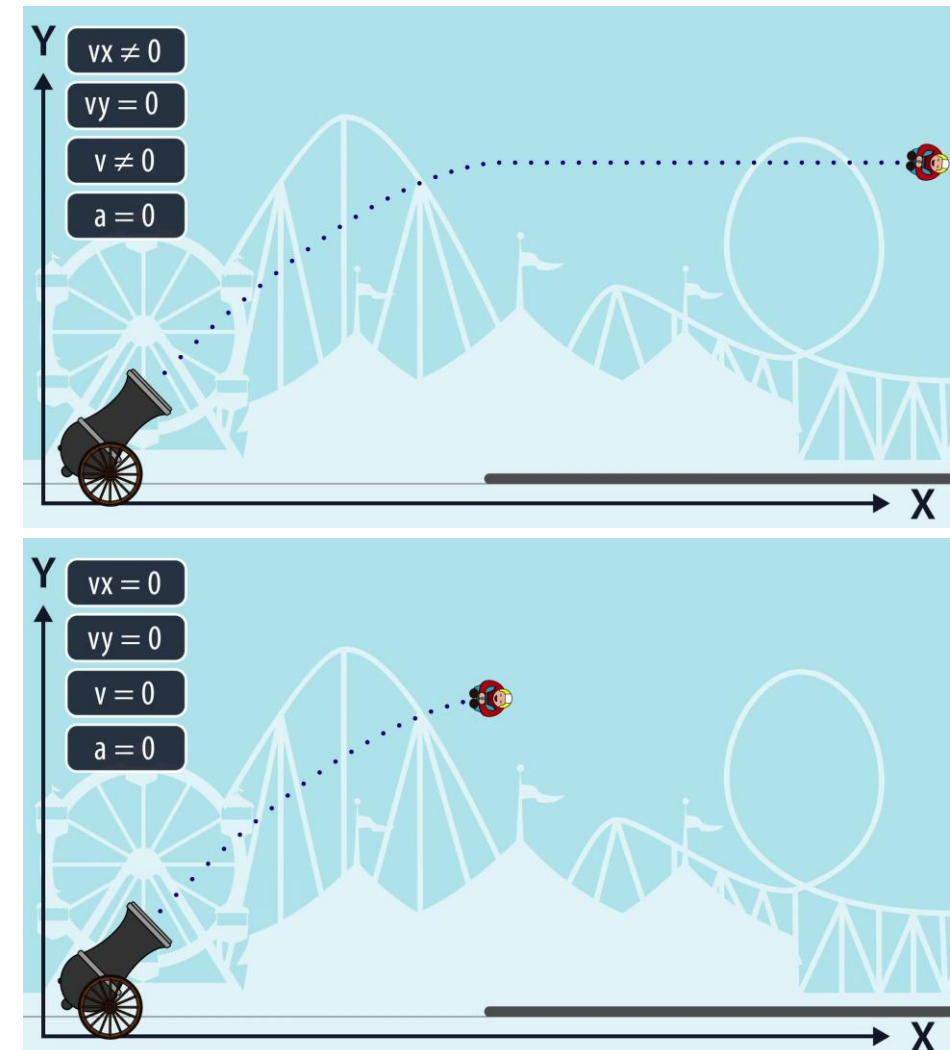 Y
vx ≠ 0
vy = 0
v ≠ 0
a = 0
X
Y
vx = 0
vy = 0
v = 0
a = 0
X